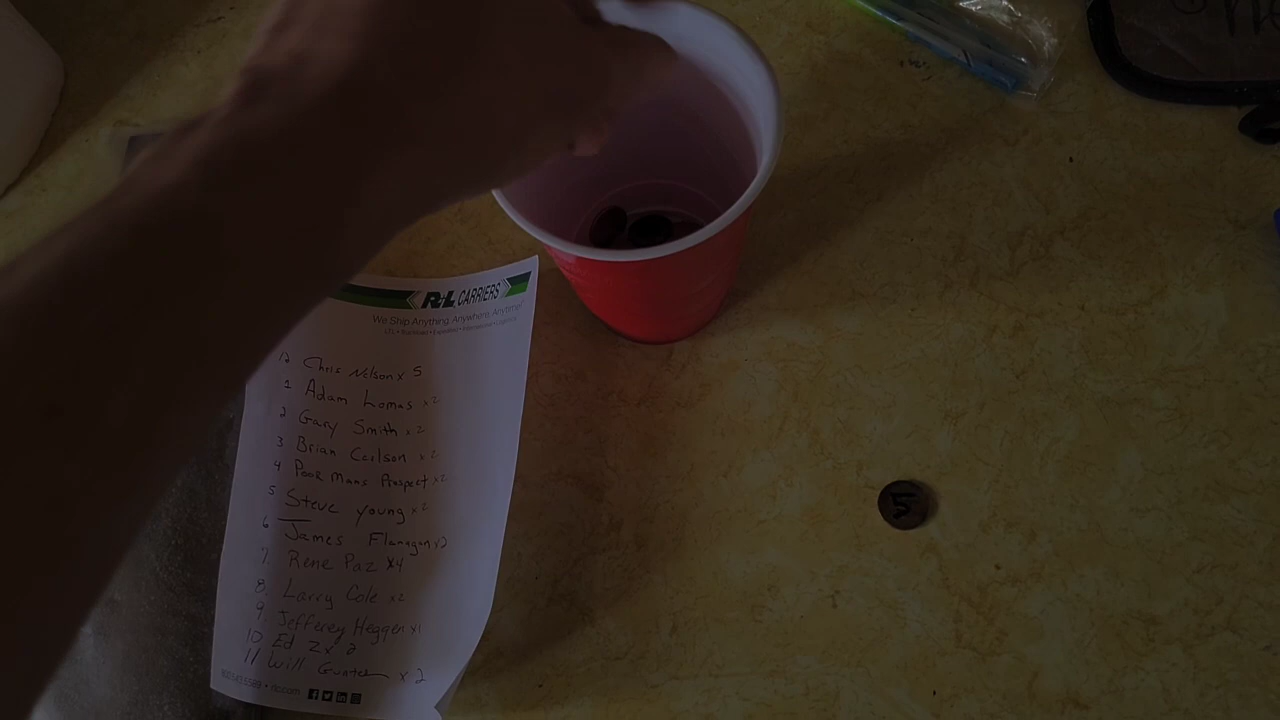 R+L CARRIERS
We Ship Anything, Anywhere, Anytime
12 Chris Nelson x 5
1 Adam Lomas x2
2 Gary Smith x2
3 Brian Carlson x2
4 Poor Mans Prospect x2
5 Steve young x2
6 James Flanagan x2
7. Rene Paz x4
8. Larry Cole x2
9. Jefferey Heggen x1
10 Ed Z x 2
11 Will Gunter x 2
rlc.com
5